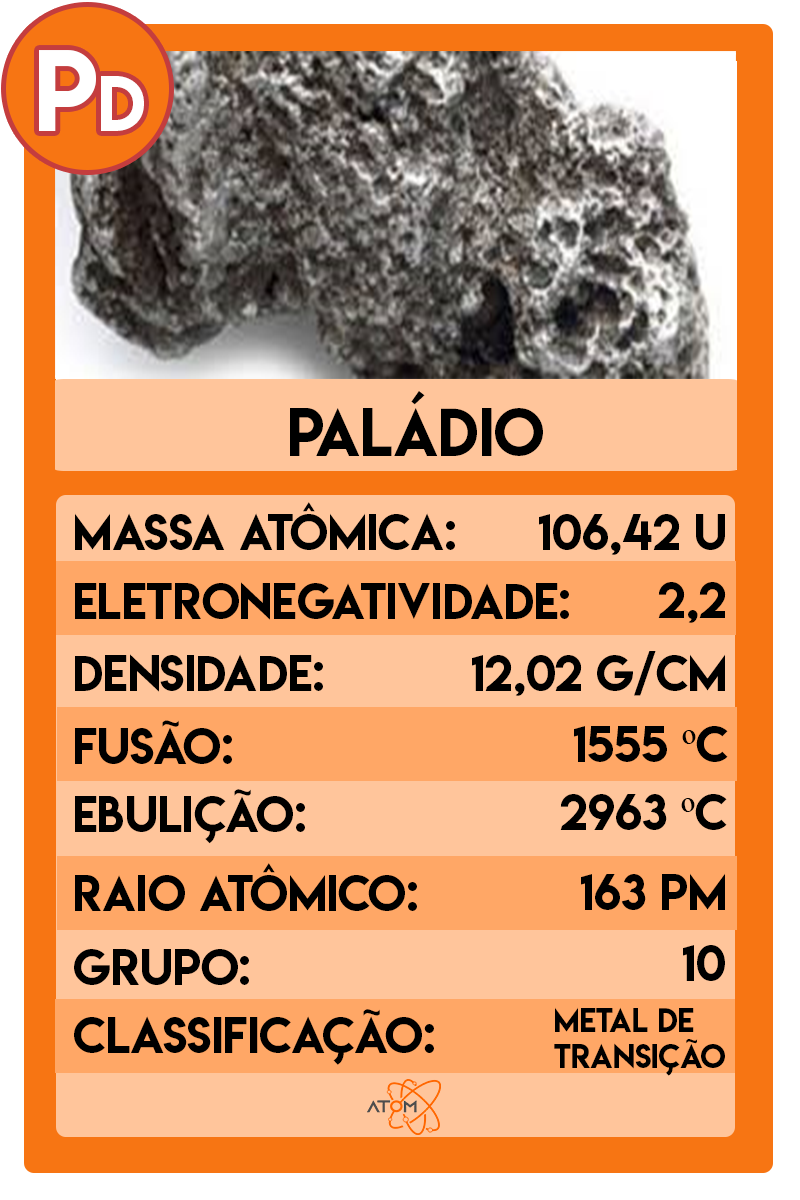 PD
PALÁDIO
MASSA ATÔMICA: 106,42 U
ELETRONEGATIVIDADE: 2,2
DENSIDADE: 12,02 G/CM
FUSÃO: 1555 ºC
EBULIÇÃO: 2963 ºC
RAIO ATÔMICO: 163 PM
GRUPO: 10
CLASSIFICAÇÃO: METAL DE
TRANSIÇÃO
ATOM